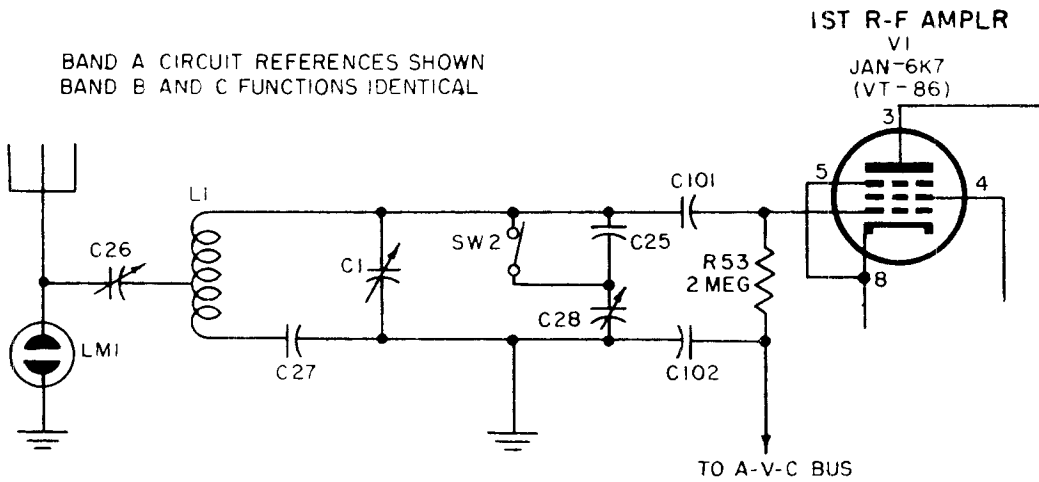 1ST R-F AMPLR
V1
JAN-6K7
(VT-86)
BAND A CIRCUIT REFERENCES SHOWN
BAND B AND C FUNCTIONS IDENTICAL
3
5
4
8
L1
C26
LM1
C27
C1
SW2
C25
C28
C101
C102
R53
2 MEG
TO A-V-C BUS